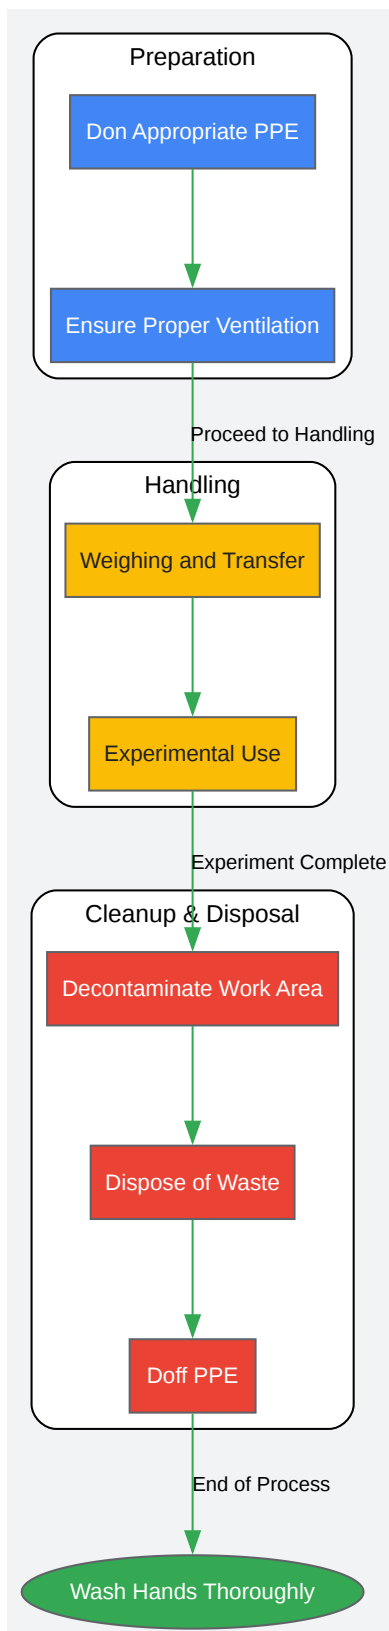 Preparation
Don Appropriate PPE
Ensure Proper Ventilation
Proceed to Handling
Handling
Weighing and Transfer
Experimental Use
Experiment Complete
Cleanup & Disposal
Decontaminate Work Area
Dispose of Waste
Doff PPE
End of Process
Wash Hands Thoroughly